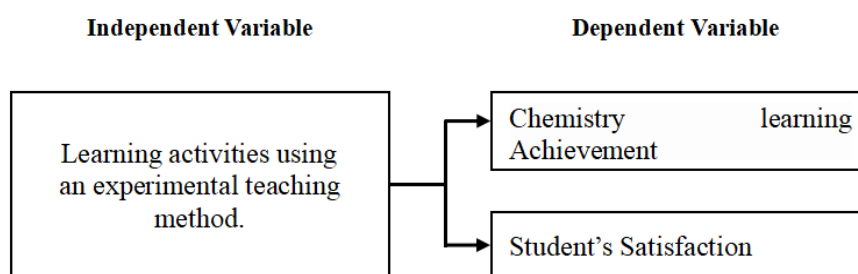 Independent Variable
Dependent Variable
Learning activities using
an experimental teaching
method.
Chemistry learning
Achievement
Student's Satisfaction